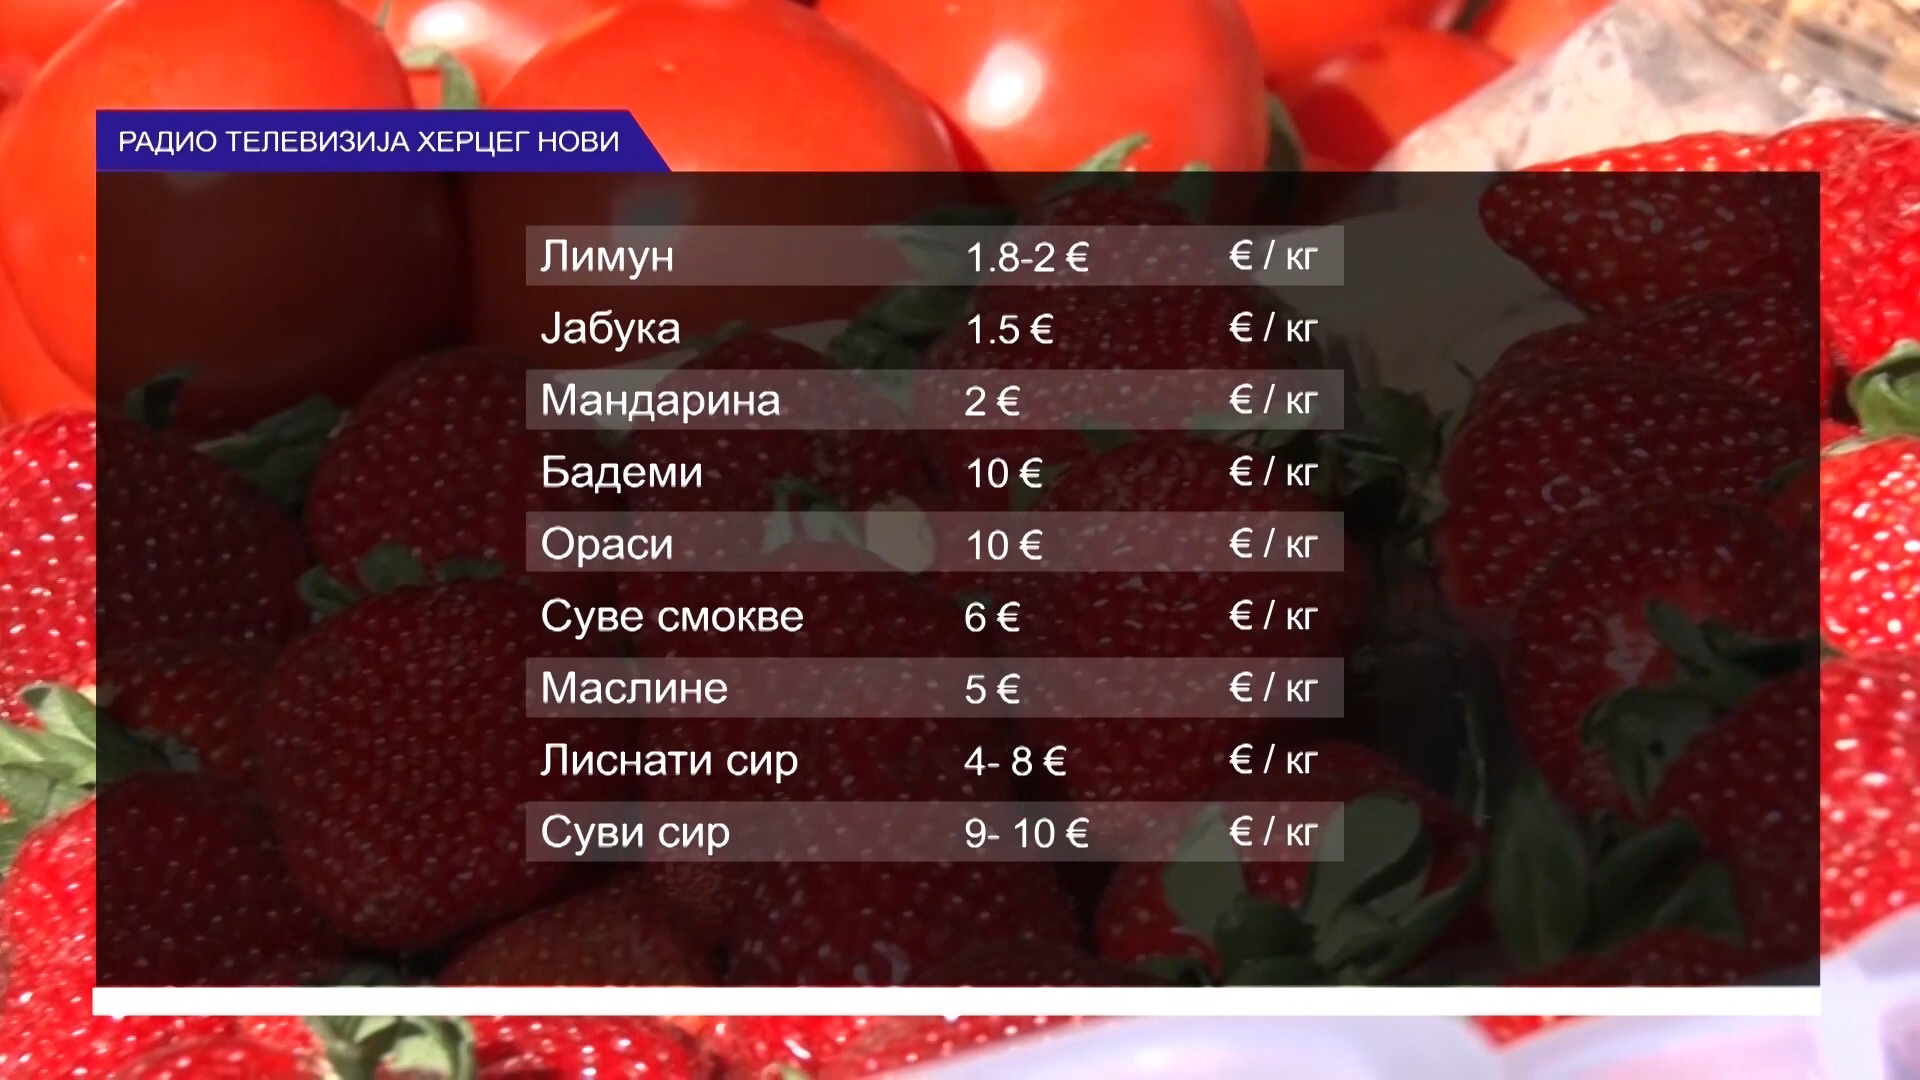 РАДИО ТЕЛЕВИЗИЈА ХЕРЦЕГ НОВИ
Лимун 1.8-2 € € / кг
Јабука 1.5 € € / кг
Мандарина 2 € € / кг
Бадеми 10 € € / кг
Ораси 10 € € / кг
Суве смокве 6 € € / кг
Маслине 5 € € / кг
Лиснати сир 4- 8 € € / кг
Суви сир 9- 10 € € / кг